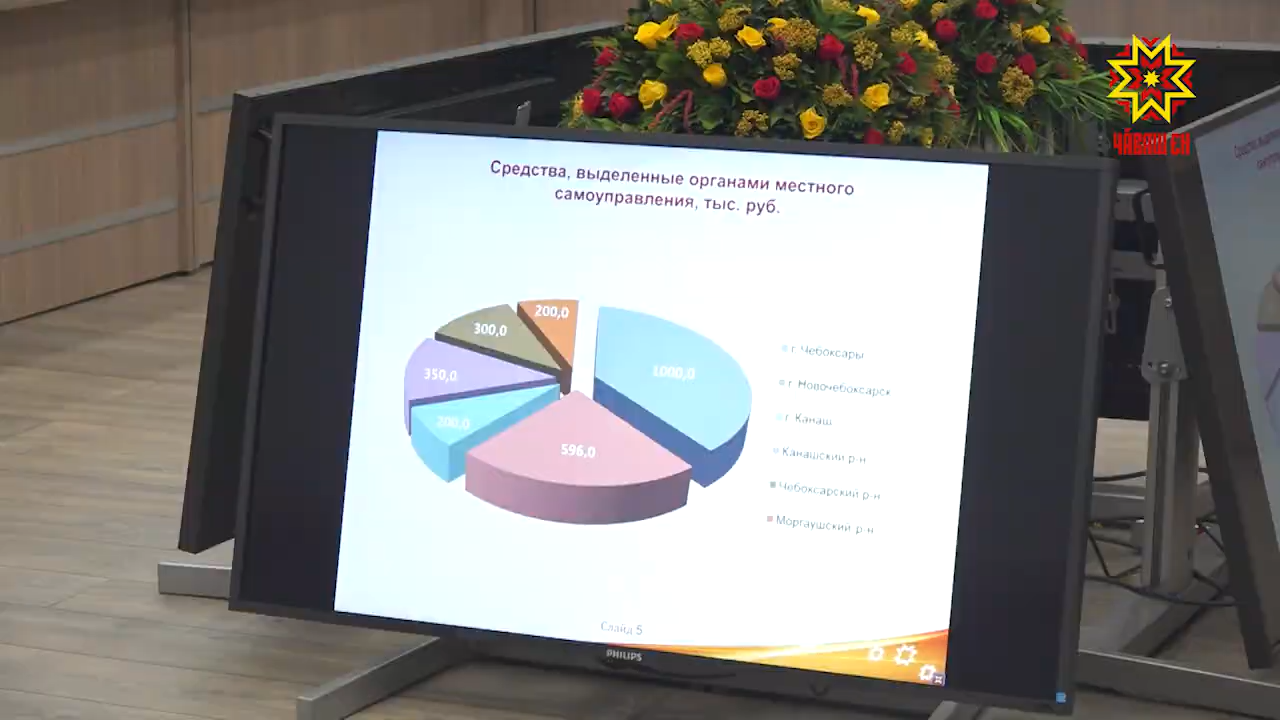 Средства, выделенные органами местного
самоуправления, тыс. руб.
200,0
300,0
350,0
200,0
596,0
1000,0
г. Чебоксары
г. Новочебоксарск
г. Канаш
Канашский р-н
Чебоксарский р-н
Моргаушский р-н
Слайд 5
PHILIPS
ЧӐВАШ ЕН